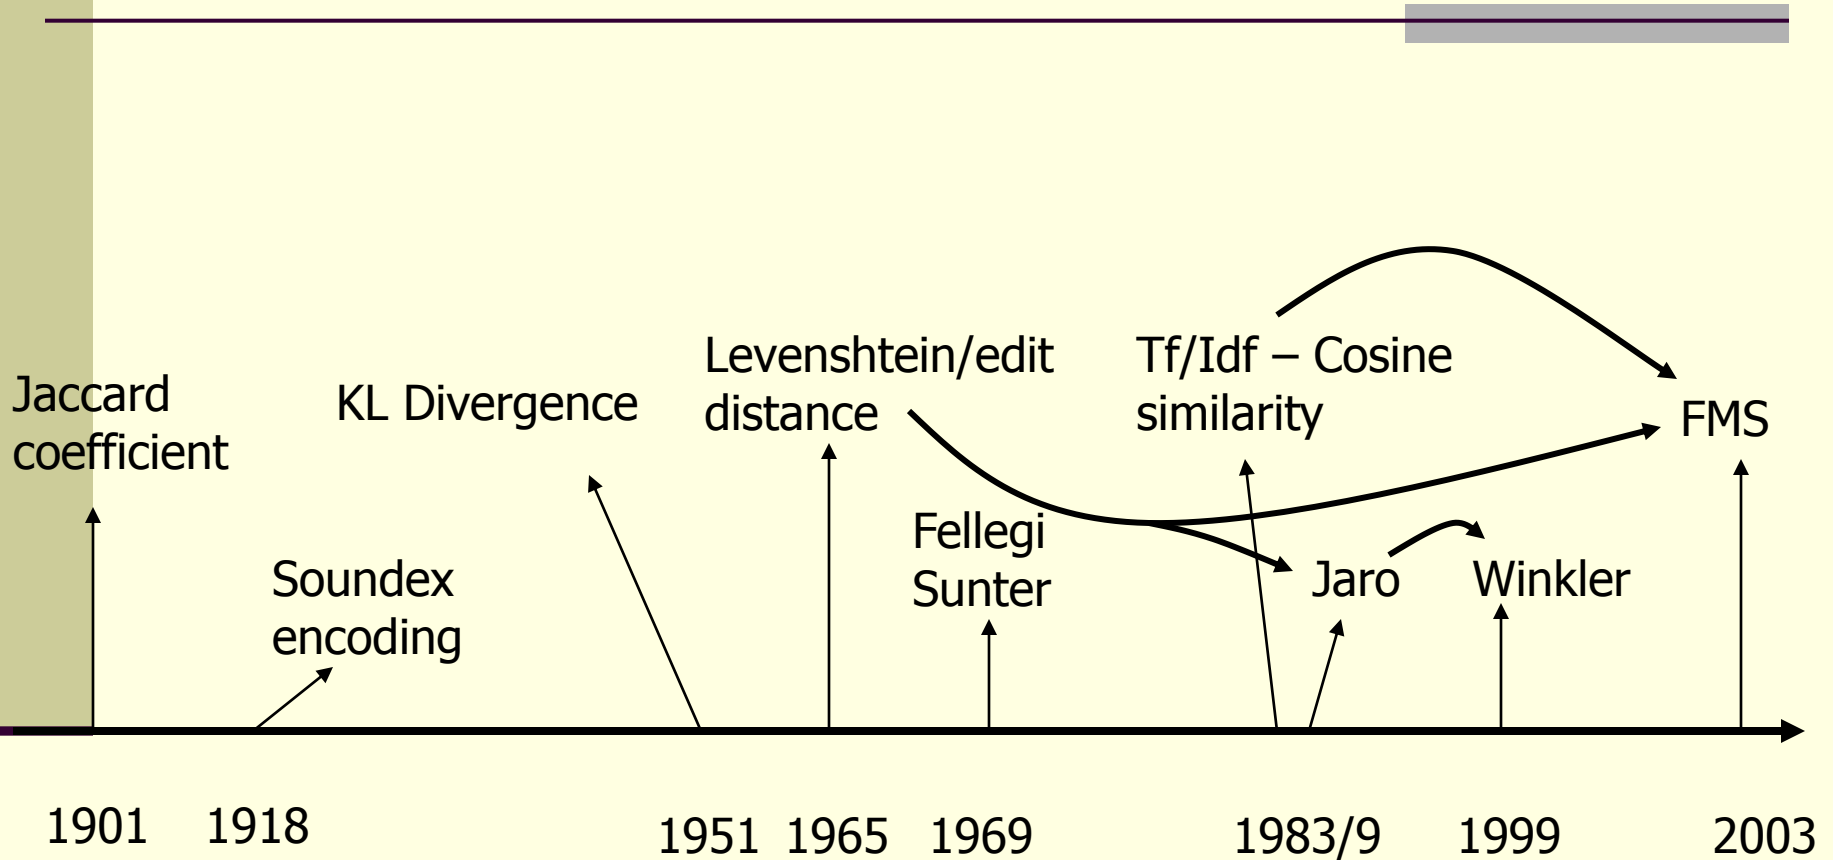 Jaccard
coefficient
Soundex
encoding
KL Divergence
Levenshtein/edit
distance
Fellegi
Sunter
Tf/Idf – Cosine
similarity
Jaro
Winkler
FMS
1901
1918
1951
1965
1969
1983/9
1999
2003